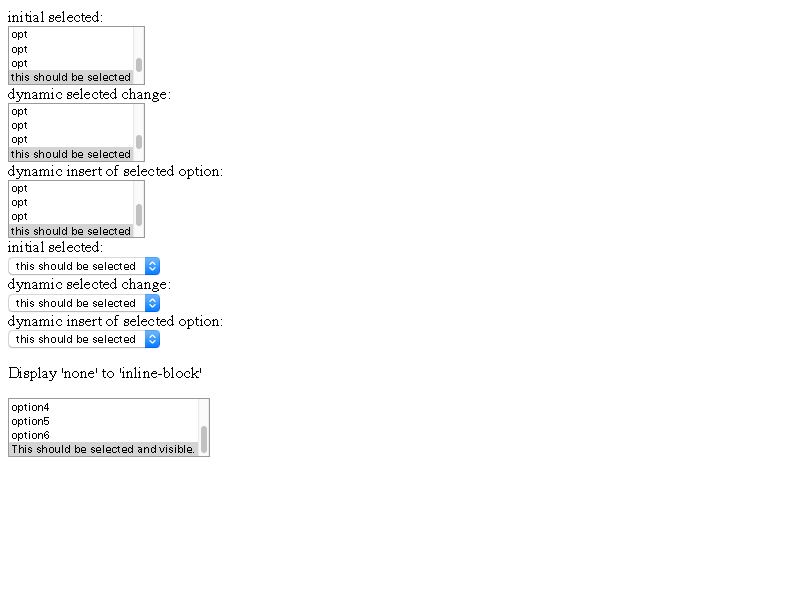 initial selected:
opt
opt
opt
this should be selected
dynamic selected change:
opt
opt
opt
this should be selected
dynamic insert of selected option:
opt
opt
opt
this should be selected
initial selected:
this should be selected
dynamic selected change:
this should be selected
dynamic insert of selected option:
this should be selected
Display 'none' to 'inline-block'
option4
option5
option6
This should be selected and visible.